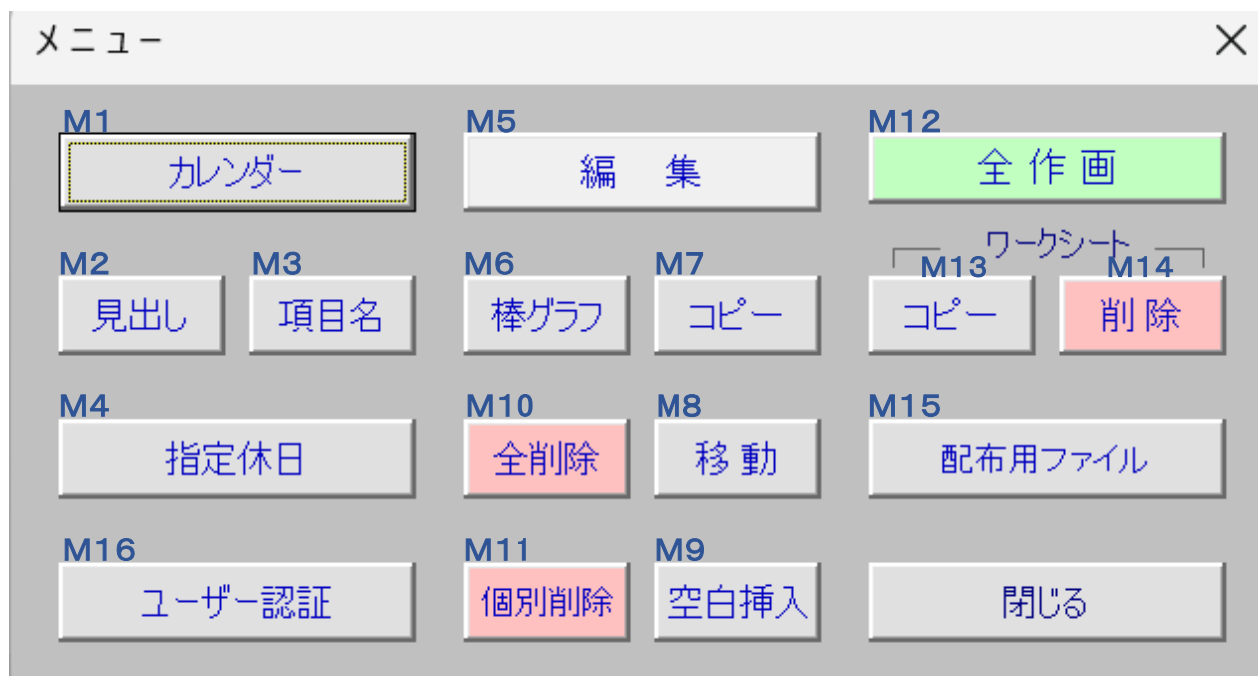 メニュー
M1 M5 M12
カレンダー 編 集 全作画
ワークシート
M2 M3 M6 M7 M13 M14
見出し 項目名 棒グラフ コピー コピー 削除
M4 M10 M8 M15
指定休日 全削除 移動 配布用ファイル
M16 M11 M9
ユーザー認証 個別削除 空白挿入 閉じる